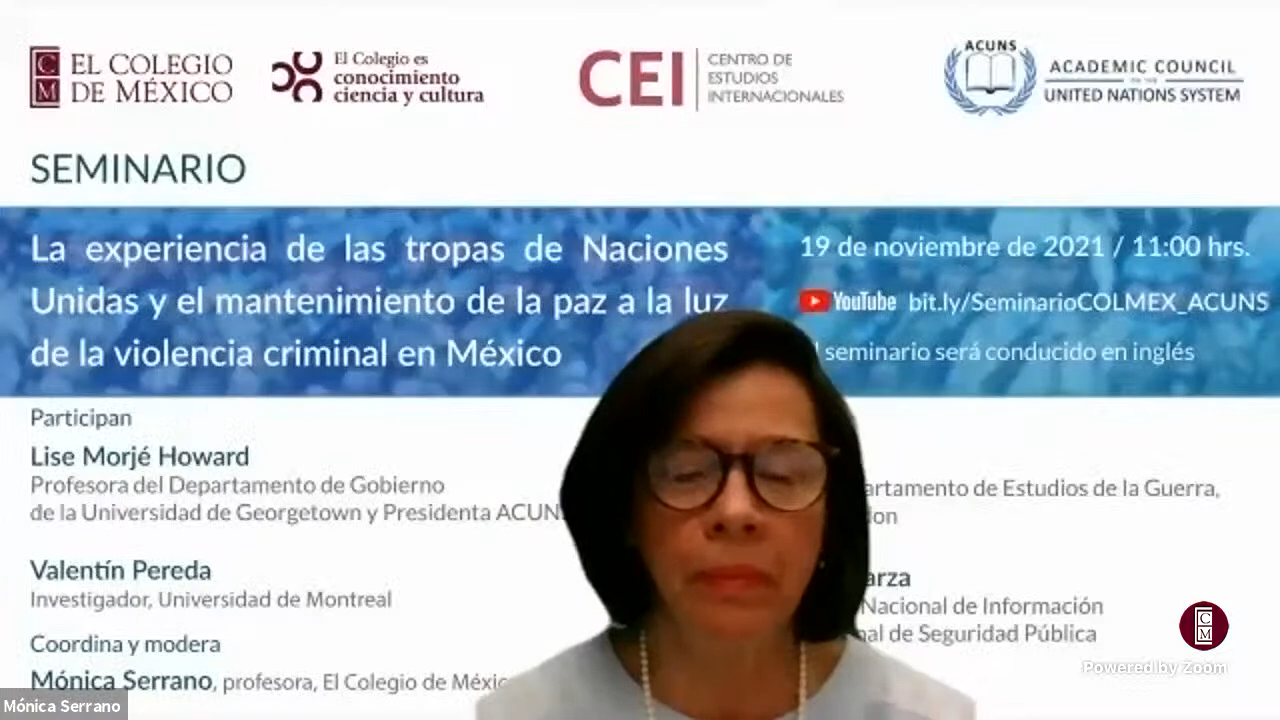 EL COLEGIO
DE MÉXICO
El Colegio es
conocimiento
ciencia y cultura
CEI
CENTRO DE
ESTUDIOS
INTERNACIONALES
ACUNS
ACADEMIC COUNCIL
UNITED NATIONS SYSTEM
SEMINARIO
La experiencia de las tropas de Naciones
Unidas y el mantenimiento de la paz a la luz
de la violencia criminal en México
19 de noviembre de 2021 / 11:00 hrs.
YouTube bit.ly/SeminarioCOLMEX_ACUNS
seminario será conducido en inglés
Participan
Lise Morjé Howard
Profesora del Departamento de Gobierno
de la Universidad de Georgetown y Presidenta ACUN
artamento de Estudios de la Guerra,
don
Valentín Pereda
Investigador, Universidad de Montreal
arza
Nacional de Información
nal de Seguridad Pública
Coordina y modera
Mónica Serrano, profesora, El Colegio de Méxic
CM
Powered by Zoom
Mónica Serrano